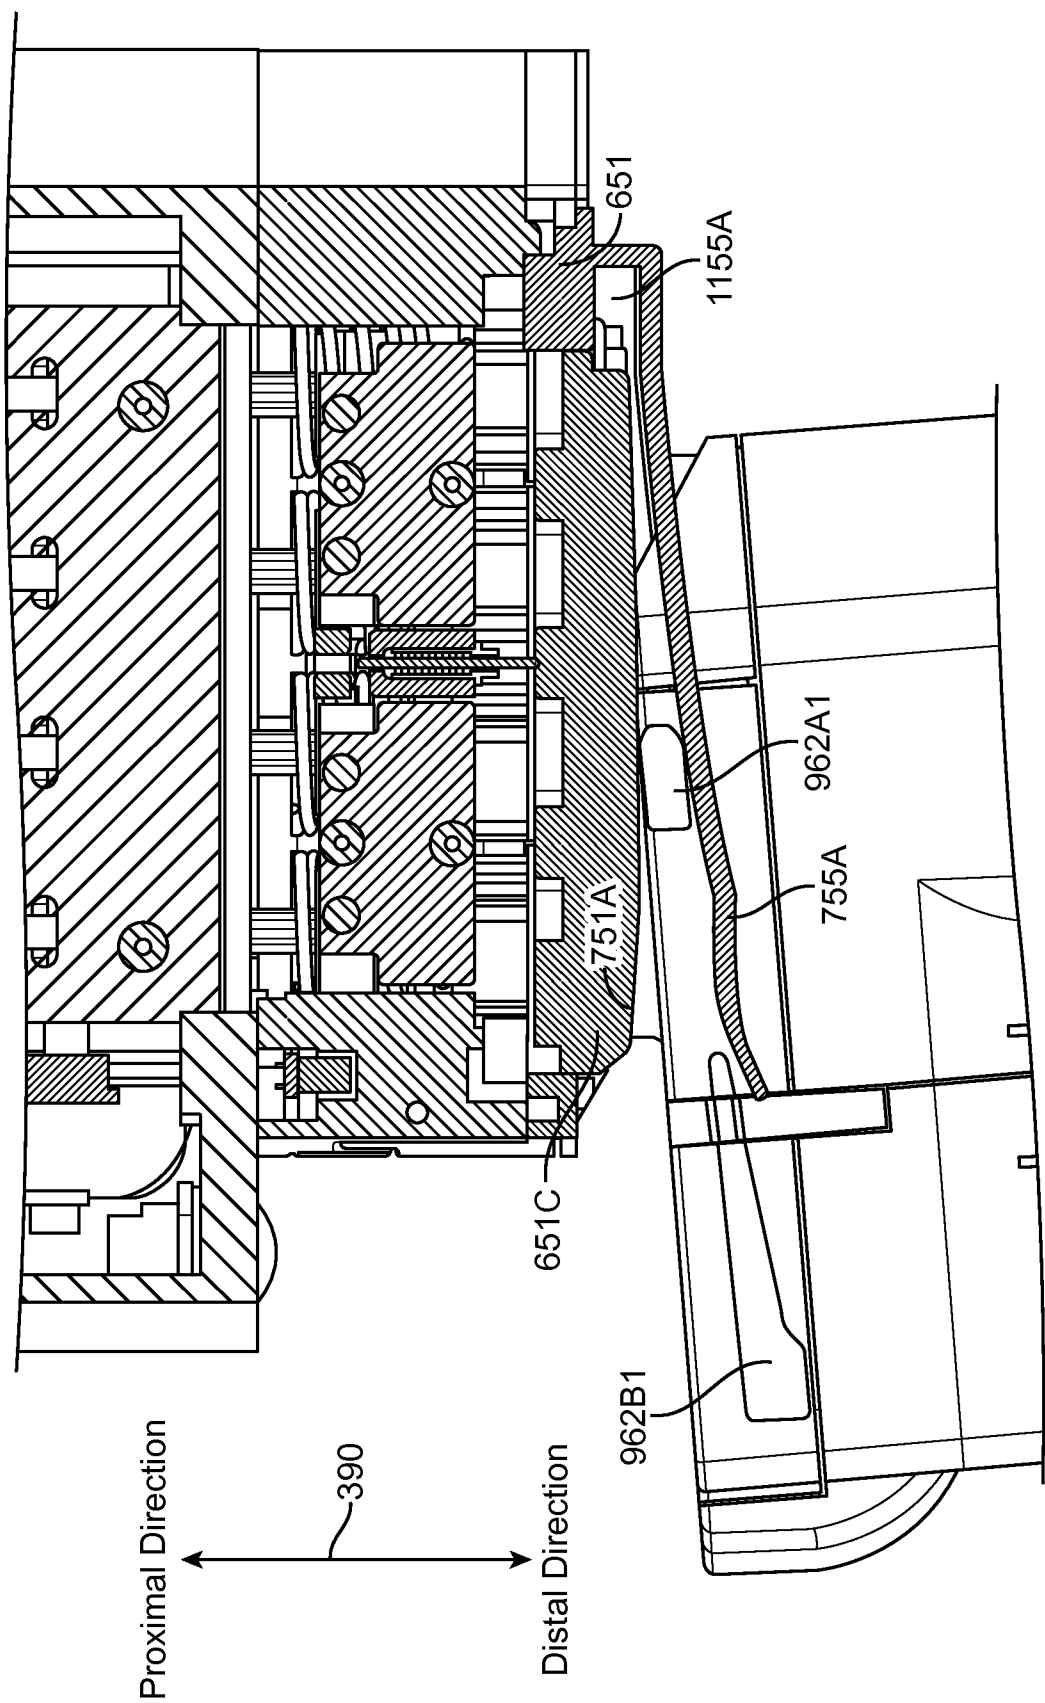 Proximal Direction
390
Distal Direction
651
1155A
962A1
755A
751A
651C
962B1